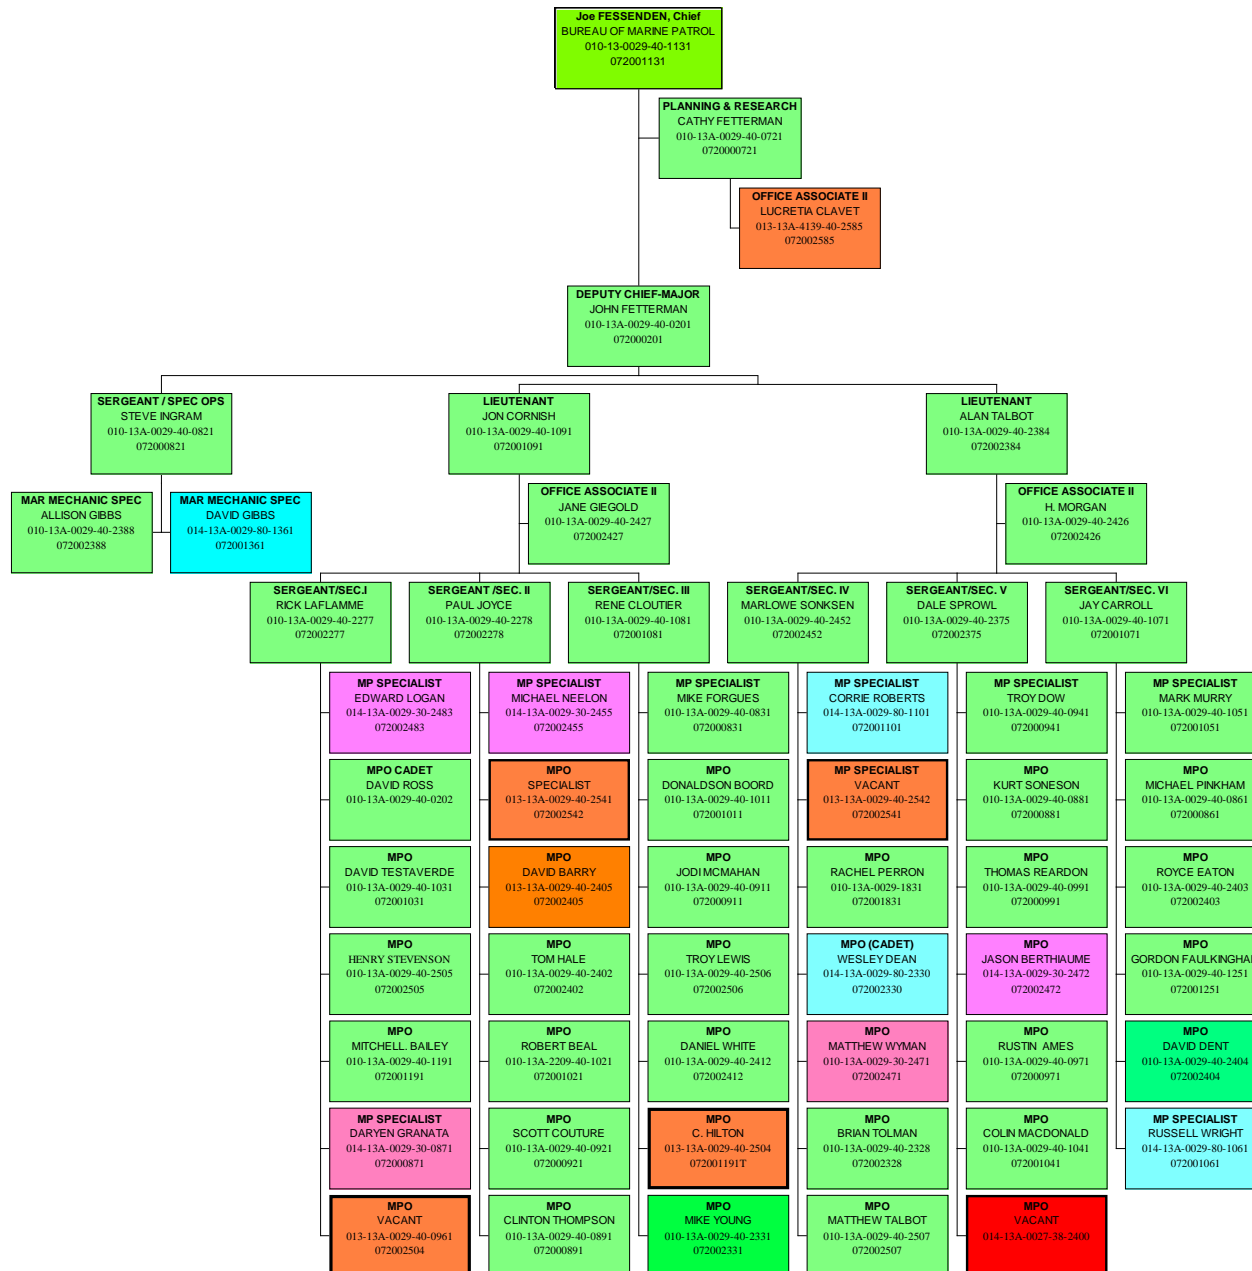 Joe FESSENDEN, Chief
BUREAU OF MARINE PATROL
010-13-0029-40-1131
072001131
PLANNING & RESEARCH
CATHY FETTERMAN
010-13A-0029-40-0721
0720000721
OFFICE ASSOCIATE II
LUCRETIA CLAVET
013-13A-4139-40-2585
072002585
DEPUTY CHIEF-MAJOR
JOHN FETTERMAN
010-13A-0029-40-0201
072000201
SERGEANT / SPEC OPS
STEVE INGRAM
010-13A-0029-40-0821
072000821
LIEUTENANT
JON CORNISH
010-13A-0029-40-1091
072001091
LIEUTENANT
ALAN TALBOT
010-13A-0029-40-2384
072002384
MAR MECHANIC SPEC
ALLISON GIBBS
010-13A-0029-40-2388
072002388
MAR MECHANIC SPEC
DAVID GIBBS
014-13A-0029-80-1361
072001361
OFFICE ASSOCIATE II
JANE GIEGOLD
010-13A-0029-40-2427
072002427
OFFICE ASSOCIATE II
H. MORGAN
010-13A-0029-40-2426
072002426
SERGEANT/SEC.I
RICK LAFLAMME
010-13A-0029-40-2277
072002277
SERGEANT /SEC. II
PAUL JOYCE
010-13A-0029-40-2278
072002278
SERGEANT/SEC. III
RENE CLOUTIER
010-13A-0029-40-1081
072001081
SERGEANT/SEC. IV
MARLOWE SONKSEN
010-13A-0029-40-2452
072002452
SERGEANT/SEC. V
DALE SPROWL
010-13A-0029-40-2375
072002375
SERGEANT/SEC. VI
JAY CARROLL
010-13A-0029-40-1071
072001071
MP SPECIALIST
EDWARD LOGAN
014-13A-0029-30-2483
072002483
MP SPECIALIST
MICHAEL NEELON
014-13A-0029-30-2455
072002455
MP SPECIALIST
MIKE FORGUES
010-13A-0029-40-0831
072000831
MP SPECIALIST
CORRIE ROBERTS
014-13A-0029-80-1101
072001101
MP SPECIALIST
TROY DOW
010-13A-0029-40-0941
072000941
MP SPECIALIST
MARK MURRY
010-13A-0029-40-1051
072001051
MPO CADET
DAVID ROSS
010-13A-0029-40-0202
MPO
SPECIALIST
013-13A-0029-40-2541
072002542
MPO
DONALDSON BOORD
010-13A-0029-40-1011
072001011
MP SPECIALIST
VACANT
013-13A-0029-40-2542
072002541
MPO
KURT SONESON
010-13A-0029-40-0881
072000881
MPO
MICHAEL PINKHAM
010-13A-0029-40-0861
072000861
MPO
DAVID TESTAVERDE
010-13A-0029-40-1031
072001031
MPO
DAVID BARRY
013-13A-0029-40-2405
072002405
MPO
JODI MCMAHAN
010-13A-0029-40-0911
072000911
MPO
RACHEL PERRON
010-13A-0029-1831
072001831
MPO
THOMAS REARDON
010-13A-0029-40-0991
072000991
MPO
ROYCE EATON
010-13A-0029-40-2403
072002403
MPO
HENRY STEVENSON
010-13A-0029-40-2505
072002505
MPO
TOM HALE
010-13A-0029-40-2402
072002402
MPO
TROY LEWIS
010-13A-0029-40-2506
072002506
MPO (CADET)
WESLEY DEAN
014-13A-0029-80-2330
072002330
MPO
JASON BERTHIAUME
014-13A-0029-30-2472
072002472
MPO
GORDON FAULKINGHAM
010-13A-0029-40-1251
072001251
MPO
MITCHELL. BAILEY
010-13A-0029-40-1191
072001191
MPO
ROBERT BEAL
010-13A-2209-40-1021
072001021
MPO
DANIEL WHITE
010-13A-0029-40-2412
072002412
MPO
MATTHEW WYMAN
010-13A-0029-30-2471
072002471
MPO
RUSTIN AMES
010-13A-0029-40-0971
072000971
MPO
DAVID DENT
010-13A-0029-40-2404
072002404
MP SPECIALIST
DARYEN GRANATA
014-13A-0029-30-0871
072000871
MPO
SCOTT COUTURE
010-13A-0029-40-0921
072000921
MPO
C. HILTON
013-13A-0029-40-2504
072001191T
MPO
BRIAN TOLMAN
010-13A-0029-40-2328
072002328
MPO
COLIN MACDONALD
010-13A-0029-40-1041
072001041
MP SPECIALIST
RUSSELL WRIGHT
014-13A-0029-80-1061
072001061
MPO
VACANT
013-13A-0029-40-0961
072002504
MPO
CLINTON THOMPSON
010-13A-0029-40-0891
072000891
MPO
MIKE YOUNG
010-13A-0029-40-2331
072002331
MPO
MATTHEW TALBOT
010-13A-0029-40-2507
072002507
MPO
VACANT
014-13A-0027-38-2400